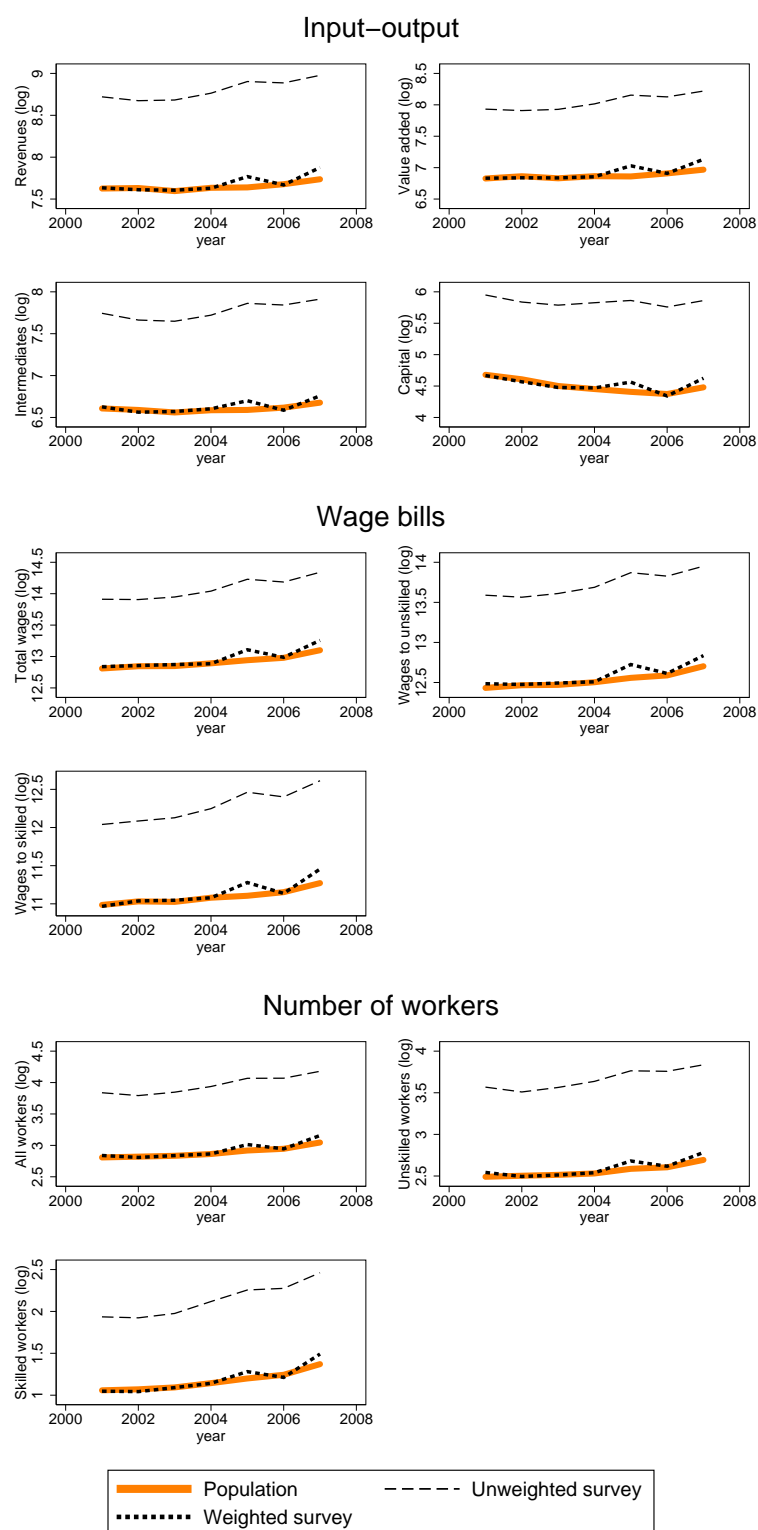 Input−output
Revenues (log)
7.5 8 8.5 9
2000 2002 2004 2006 2008
year
Value added (log)
6.5 7 7.5 8 8.5
2000 2002 2004 2006 2008
year
Intermediates (log)
6.5 7 7.5 8
2000 2002 2004 2006 2008
year
Capital (log)
4 4.5 5 5.5 6
2000 2002 2004 2006 2008
year
Wage bills
Total wages (log)
12.5 13 13.5 14 14.5
2000 2002 2004 2006 2008
year
Wages to unskilled (log)
12.5 13 13.5 14
2000 2002 2004 2006 2008
year
Wages to skilled (log)
11 11.5 12 12.5
2000 2002 2004 2006 2008
year
Number of workers
All workers (log)
2.5 3 3.5 4 4.5
2000 2002 2004 2006 2008
year
Unskilled workers (log)
2.5 3 3.5 4
2000 2002 2004 2006 2008
year
Skilled workers (log)
1 1.5 2 2.5
2000 2002 2004 2006 2008
year
Population
Unweighted survey
Weighted survey